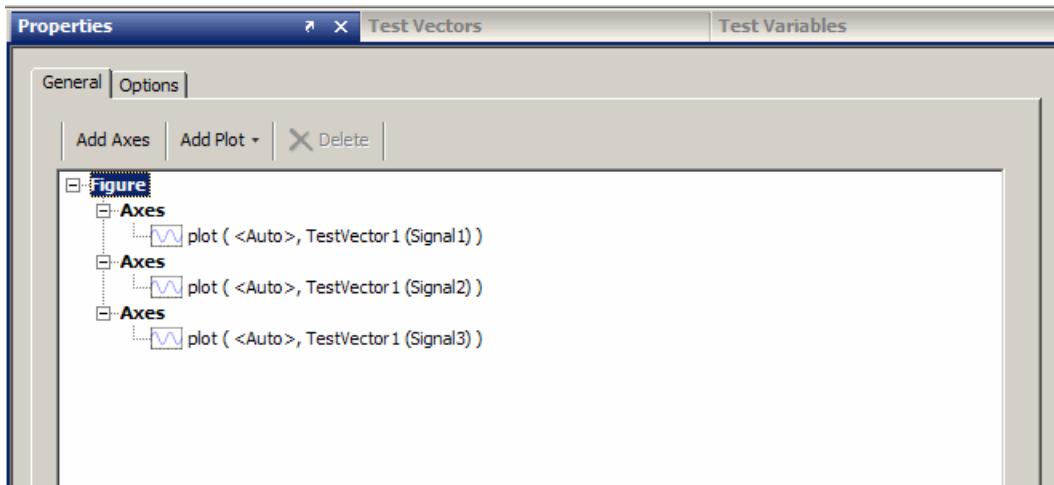 Properties Test Vectors Test Variables
General Options
Add Axes Add Plot Delete
Figure
Axes
plot ( <Auto>, TestVector1 (Signal1) )
Axes
plot ( <Auto>, TestVector1 (Signal2) )
Axes
plot ( <Auto>, TestVector1 (Signal3) )